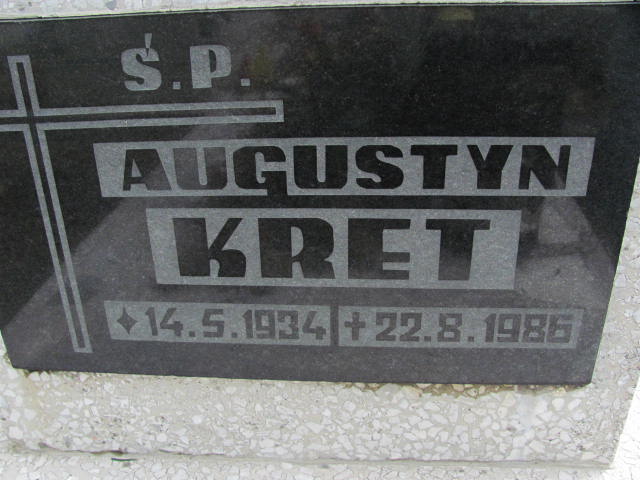 Ś.P.
AUGUSTYN
KRET
✦14.5.1934 ✝22.8.1986